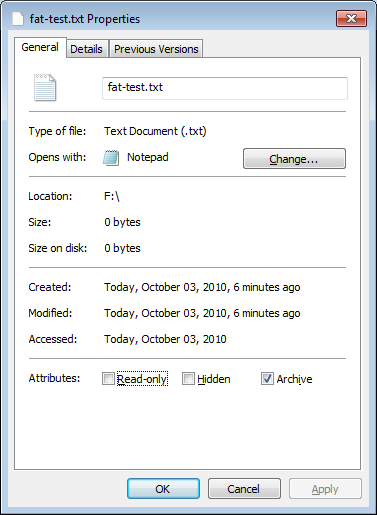 fat-test.txt Properties
General Details Previous Versions
fat-test.txt
Type of file: Text Document (.txt)
Opens with: Notepad Change...
Location: F:\
Size: 0 bytes
Size on disk: 0 bytes
Created: Today, October 03, 2010, 6 minutes ago
Modified: Today, October 03, 2010, 6 minutes ago
Accessed: Today, October 03, 2010
Attributes: Read-only Hidden Archive
OK Cancel Apply